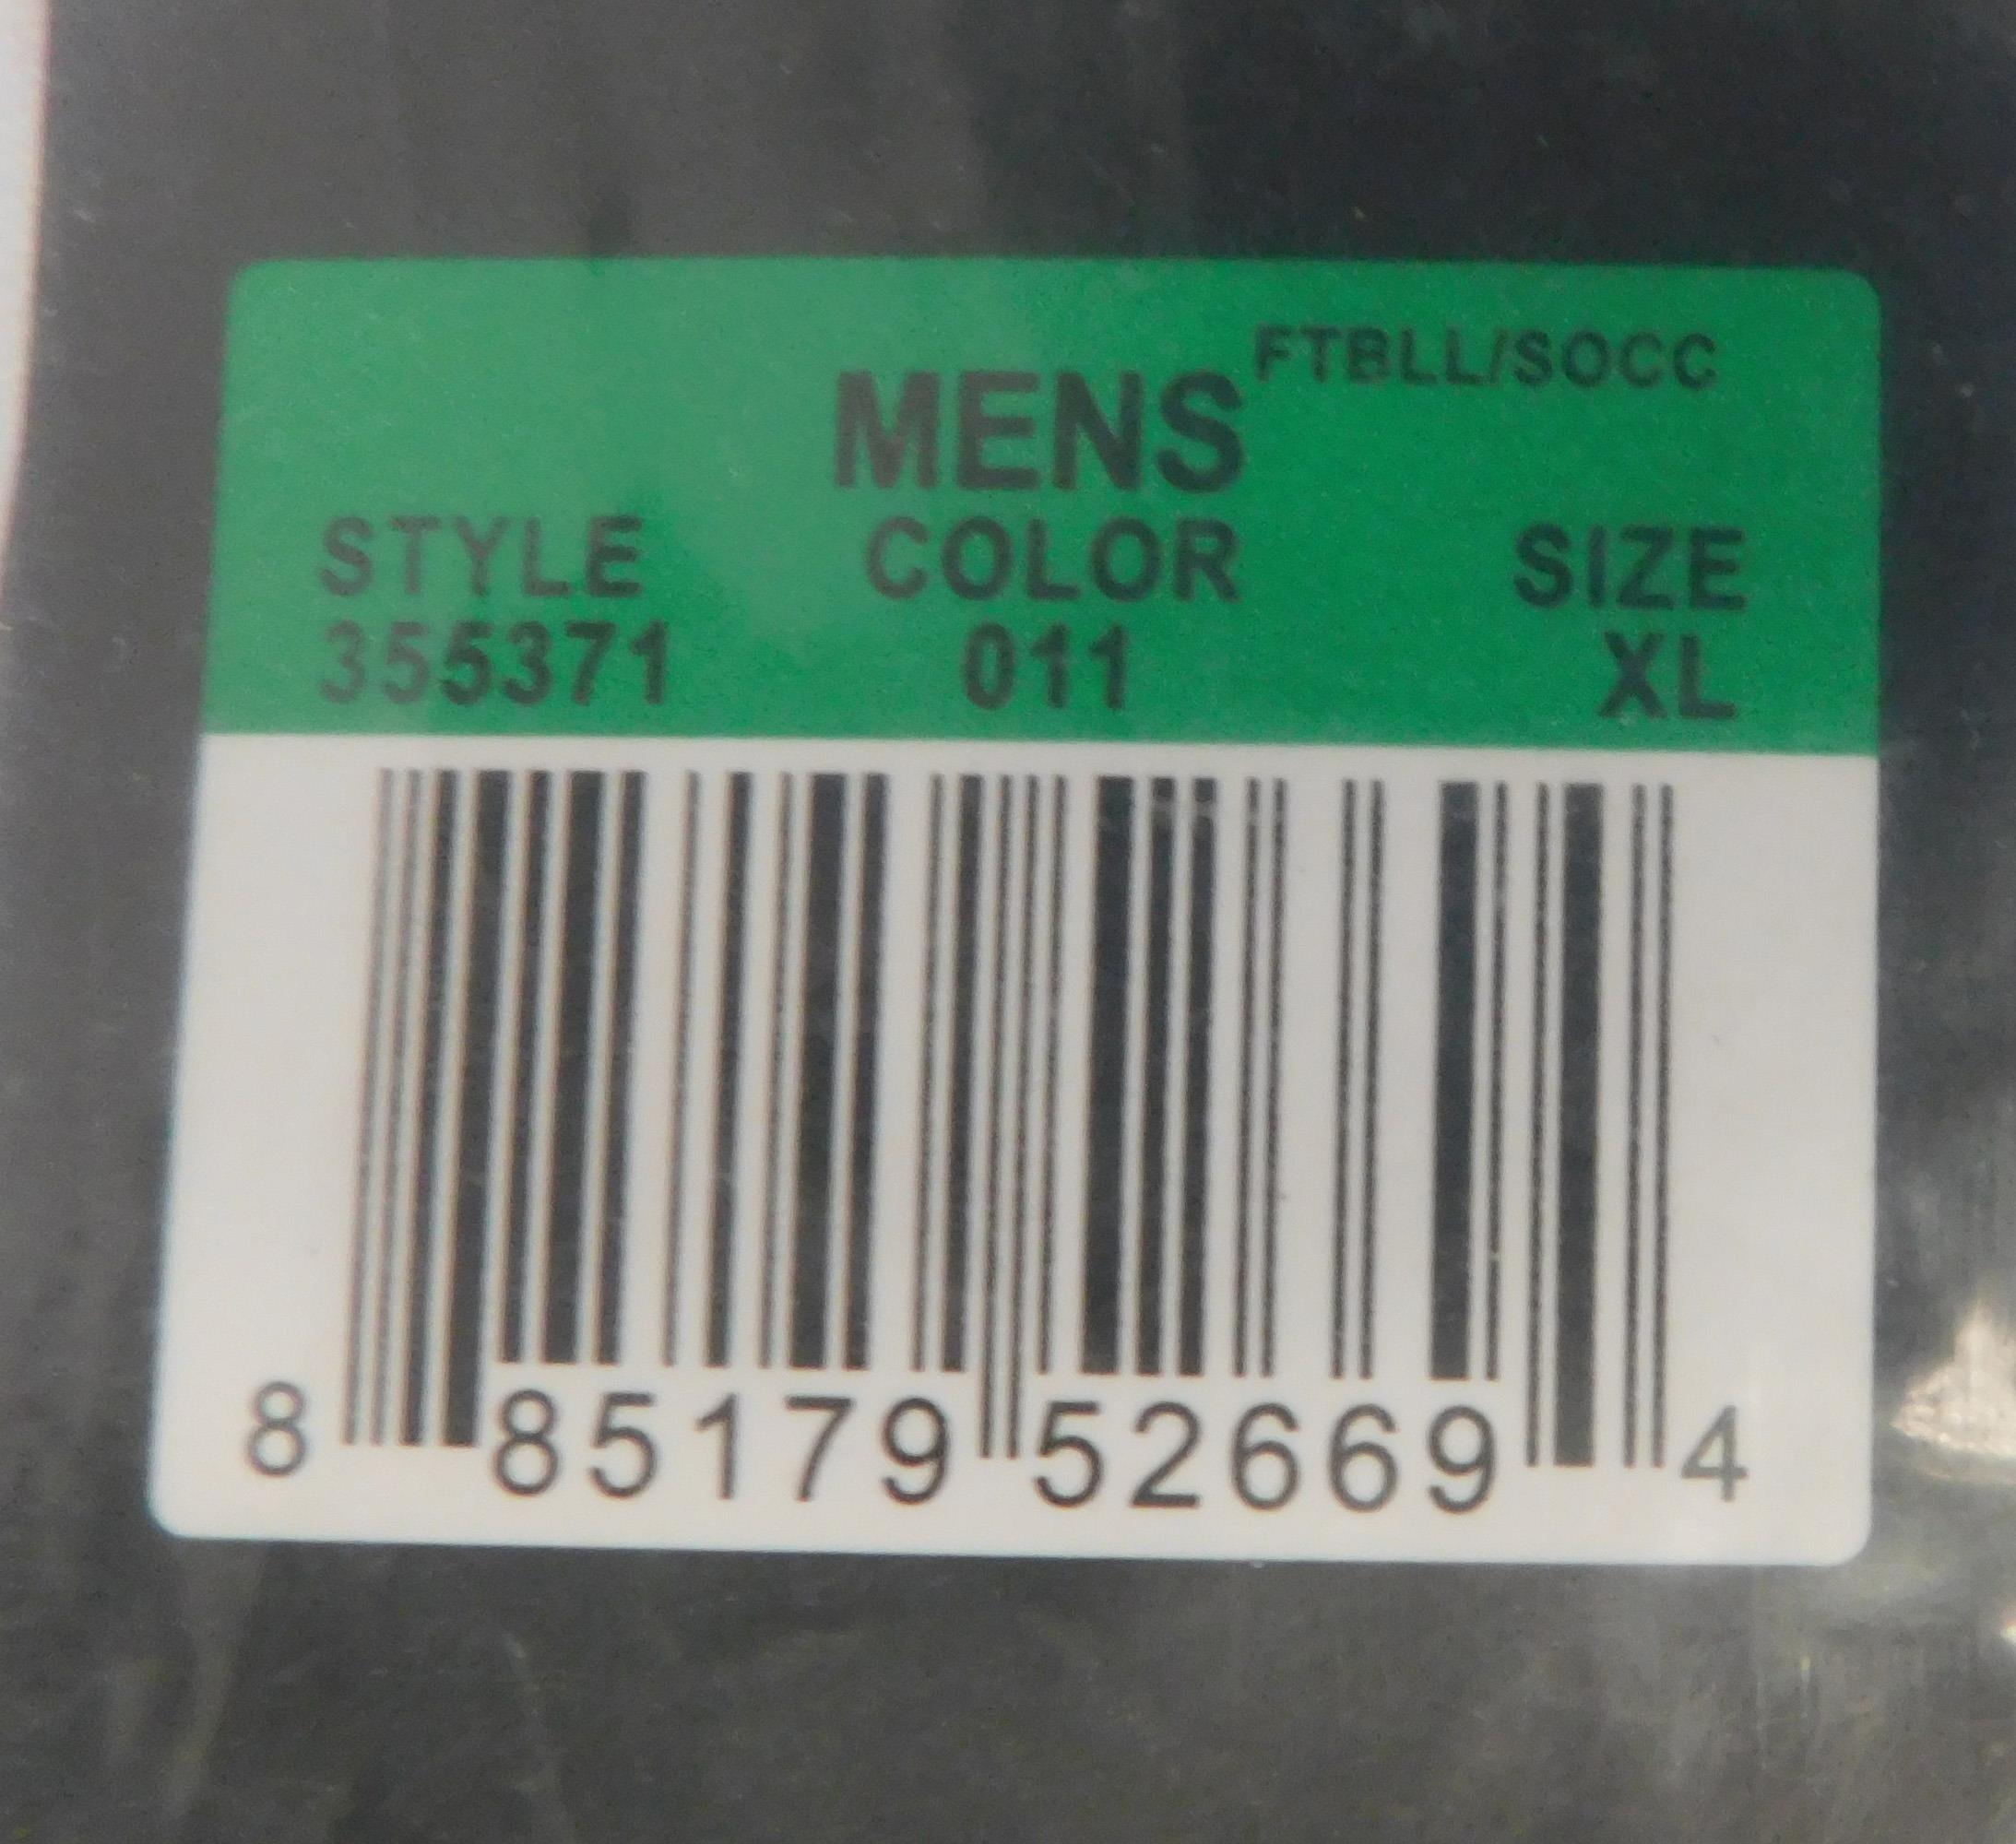 FTBLL/SOCC
MENS
STYLE COLOR SIZE
355371 011 XL
8 85179 52669 4